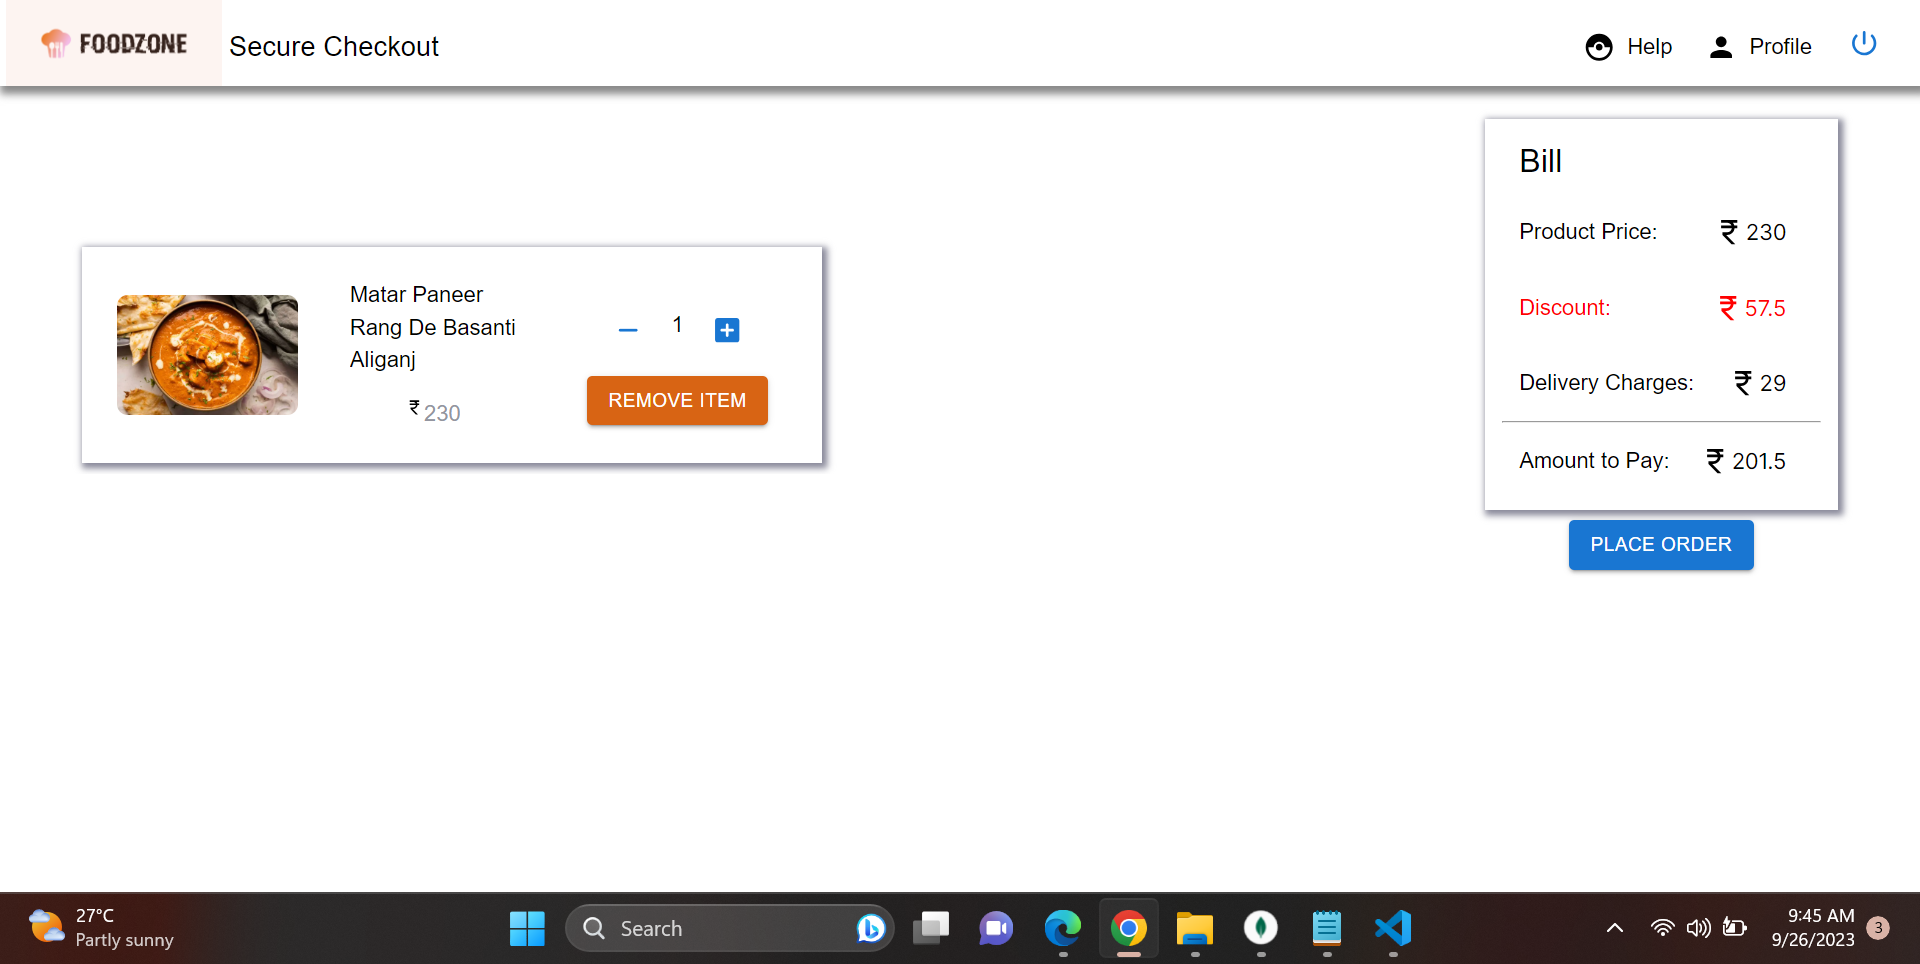 FOODZONE
Secure Checkout
Help
Profile
Bill
Product Price: ₹ 230
Discount: ₹ 57.5
Delivery Charges: ₹ 29
Amount to Pay: ₹ 201.5
PLACE ORDER
Matar Paneer
Rang De Basanti
Aliganj
₹ 230
1
REMOVE ITEM
27°C
Partly sunny
Search
9:45 AM
9/26/2023
3